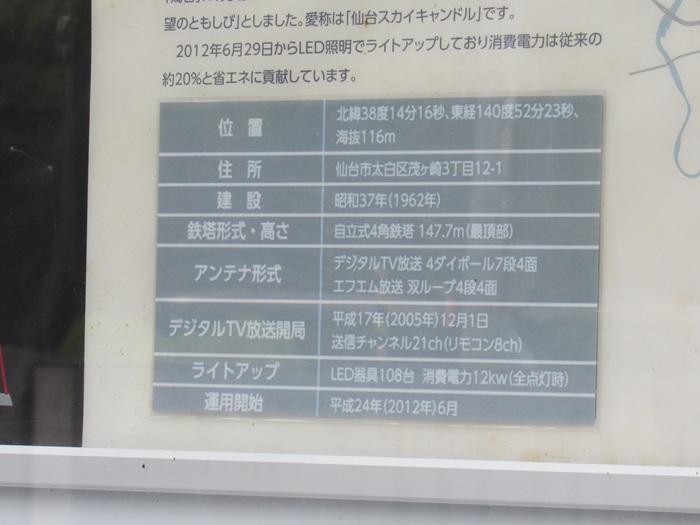 望のともしび」としました。愛称は「仙台スカイキャンドル」です。
2012年6月29日からLED照明でライトアップしており消費電力は従来の
約20%と省エネに貢献しています。
位置 北緯38度14分16秒、東経140度52分23秒、
海抜116m
住所 仙台市太白区茂ヶ崎3丁目12-1
建設 昭和37年(1962年)
鉄塔形式・高さ 自立式4角鉄塔 147.7m(最頂部)
アンテナ形式 デジタルTV放送 4ダイポール7段4面
エフエム放送 双ループ4段4面
デジタルTV放送開局 平成17年(2005年)12月1日
送信チャンネル21ch(リモコン8ch)
ライトアップ LED器具108台 消費電力12kw(全点灯時)
運用開始 平成24年(2012年)6月